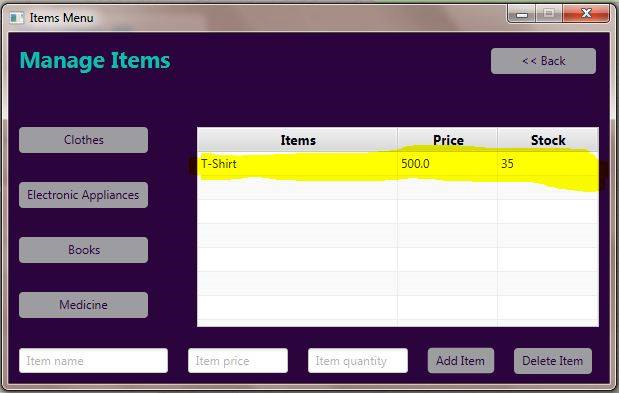 Items Menu
Manage Items
<< Back
Clothes
Electronic Appliances
Books
Medicine
Items Price Stock
T-Shirt 500.0 35
Item name Item price Item quantity Add Item Delete Item